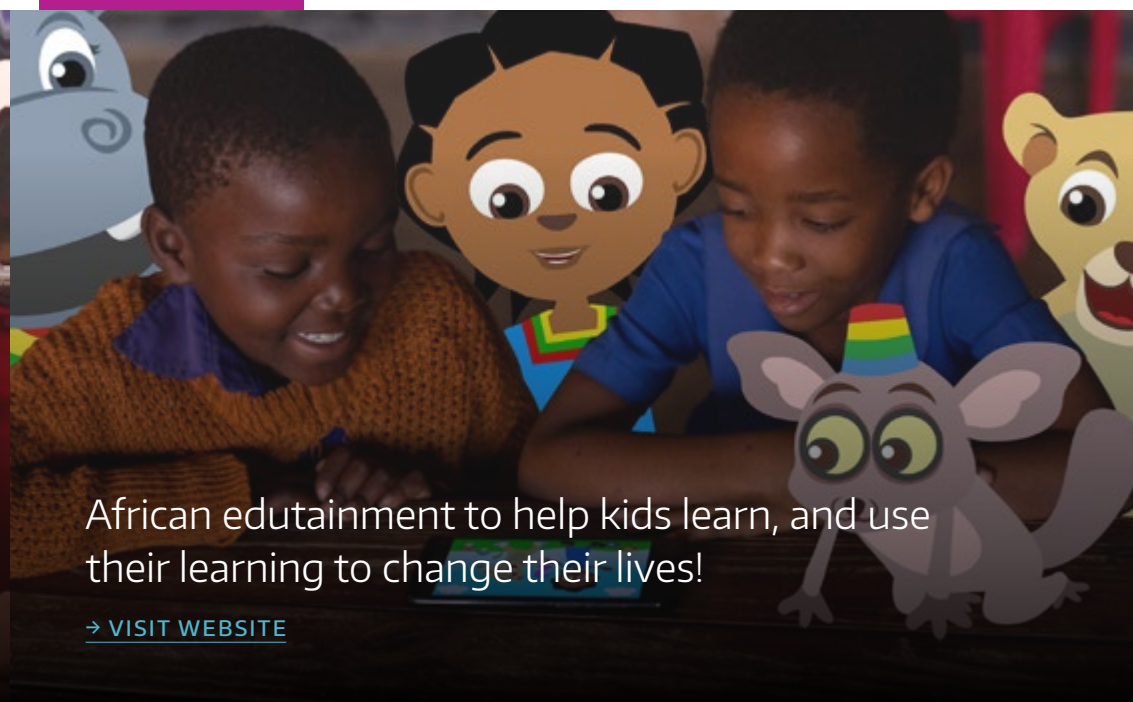 African edutainment to help kids learn, and use
their learning to change their lives!
→ VISIT WEBSITE